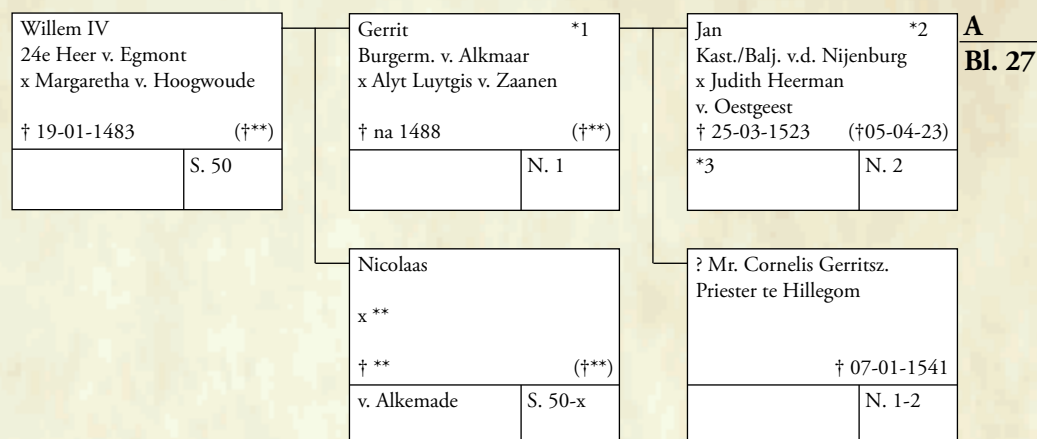 Willem IV
24e Heer v. Egmont
x Margaretha v. Hoogwoude
† 19-01-1483 (†**)
S. 50
Gerrit *1
Burgerm. v. Alkmaar
x Alyt Luytgis v. Zaanen
† na 1488 (†**)
N. 1
Jan *2
Kast./Balj. v.d. Nijenburg
x Judith Heerman
v. Oestgeest
† 25-03-1523 (†05-04-23)
*3 N. 2
A
Bl. 27
Nicolaas
x **
† ** (†**)
v. Alkemade S. 50-x
? Mr. Cornelis Gerritsz.
Priester te Hillegom
† 07-01-1541
N. 1-2